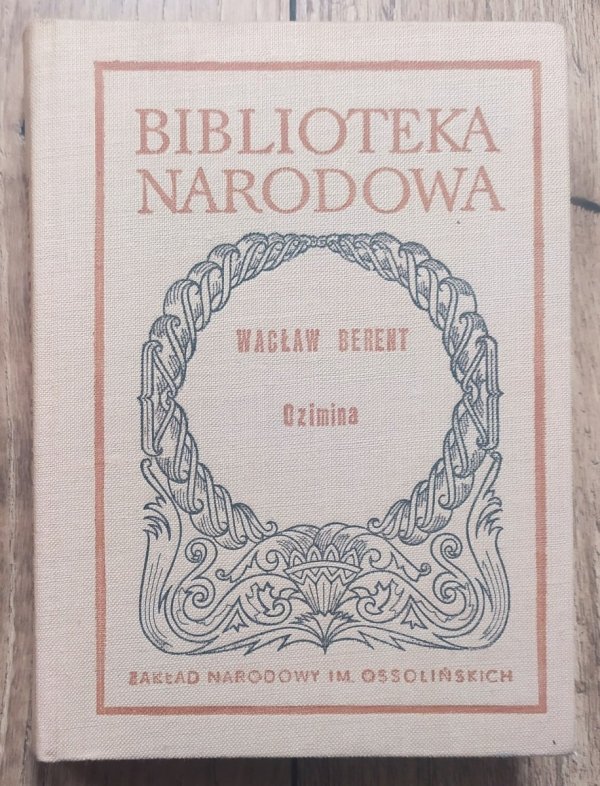 BIBLIOTEKA
NARODOWA
WACŁAW BERENT
Ozimina
ZAKŁAD NARODOWY IM. OSSOLIŃSKICH